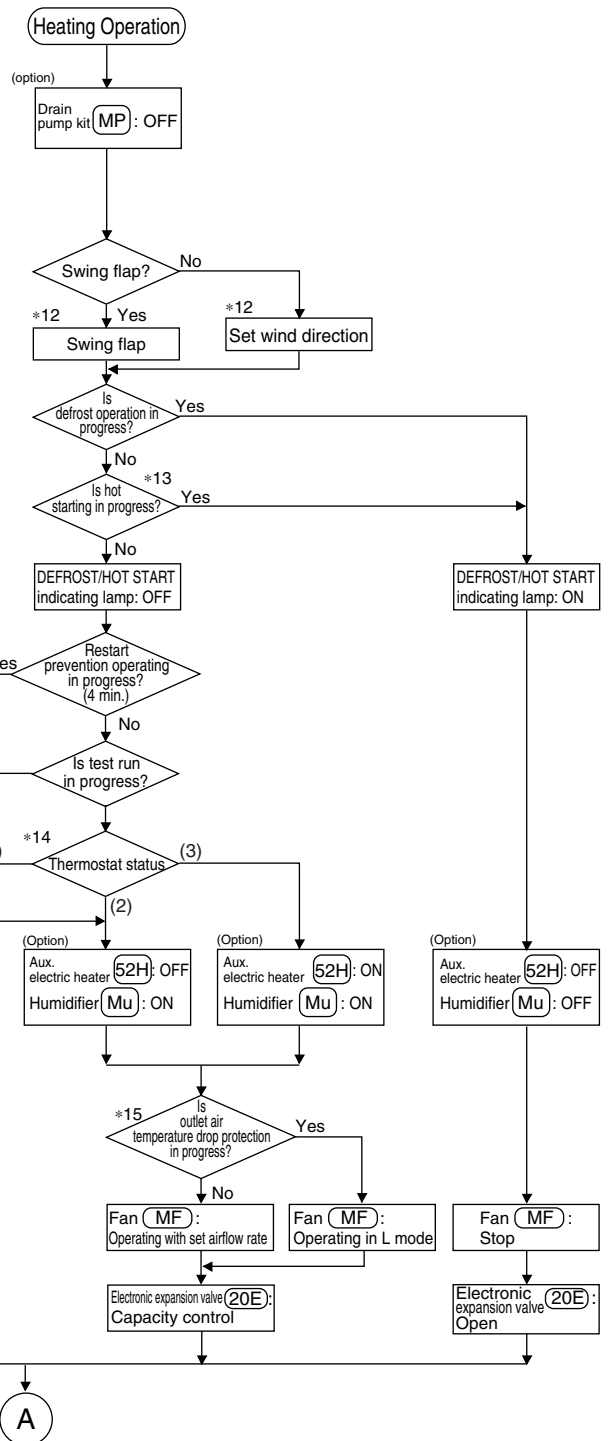 Heating Operation
(option)
Drain
pump kit MP : OFF
Swing flap?
No
Yes
*12
Swing flap
*12
Set wind direction
Is
defrost operation in
progress?
Yes
No
*13
Is hot
starting in progress?
Yes
No
DEFROST/HOT START
indicating lamp: OFF
DEFROST/HOT START
indicating lamp: ON
Restart
prevention operating
in progress?
(4 min.)
No
Is test run
in progress?
*14
Thermostat status
(3)
(2)
(Option)
Aux.
electric heater 52H: OFF
Humidifier Mu : ON
(Option)
Aux.
electric heater 52H: ON
Humidifier Mu : ON
(Option)
Aux.
electric heater 52H: OFF
Humidifier Mu : OFF
*15
Is
outlet air
temperature drop protection
in progress?
Yes
No
Fan MF :
Operating with set airflow rate
Fan MF :
Operating in L mode
Fan MF :
Stop
Electronic expansion valve 20E:
Capacity control
Electronic
expansion valve 20E:
Open
A